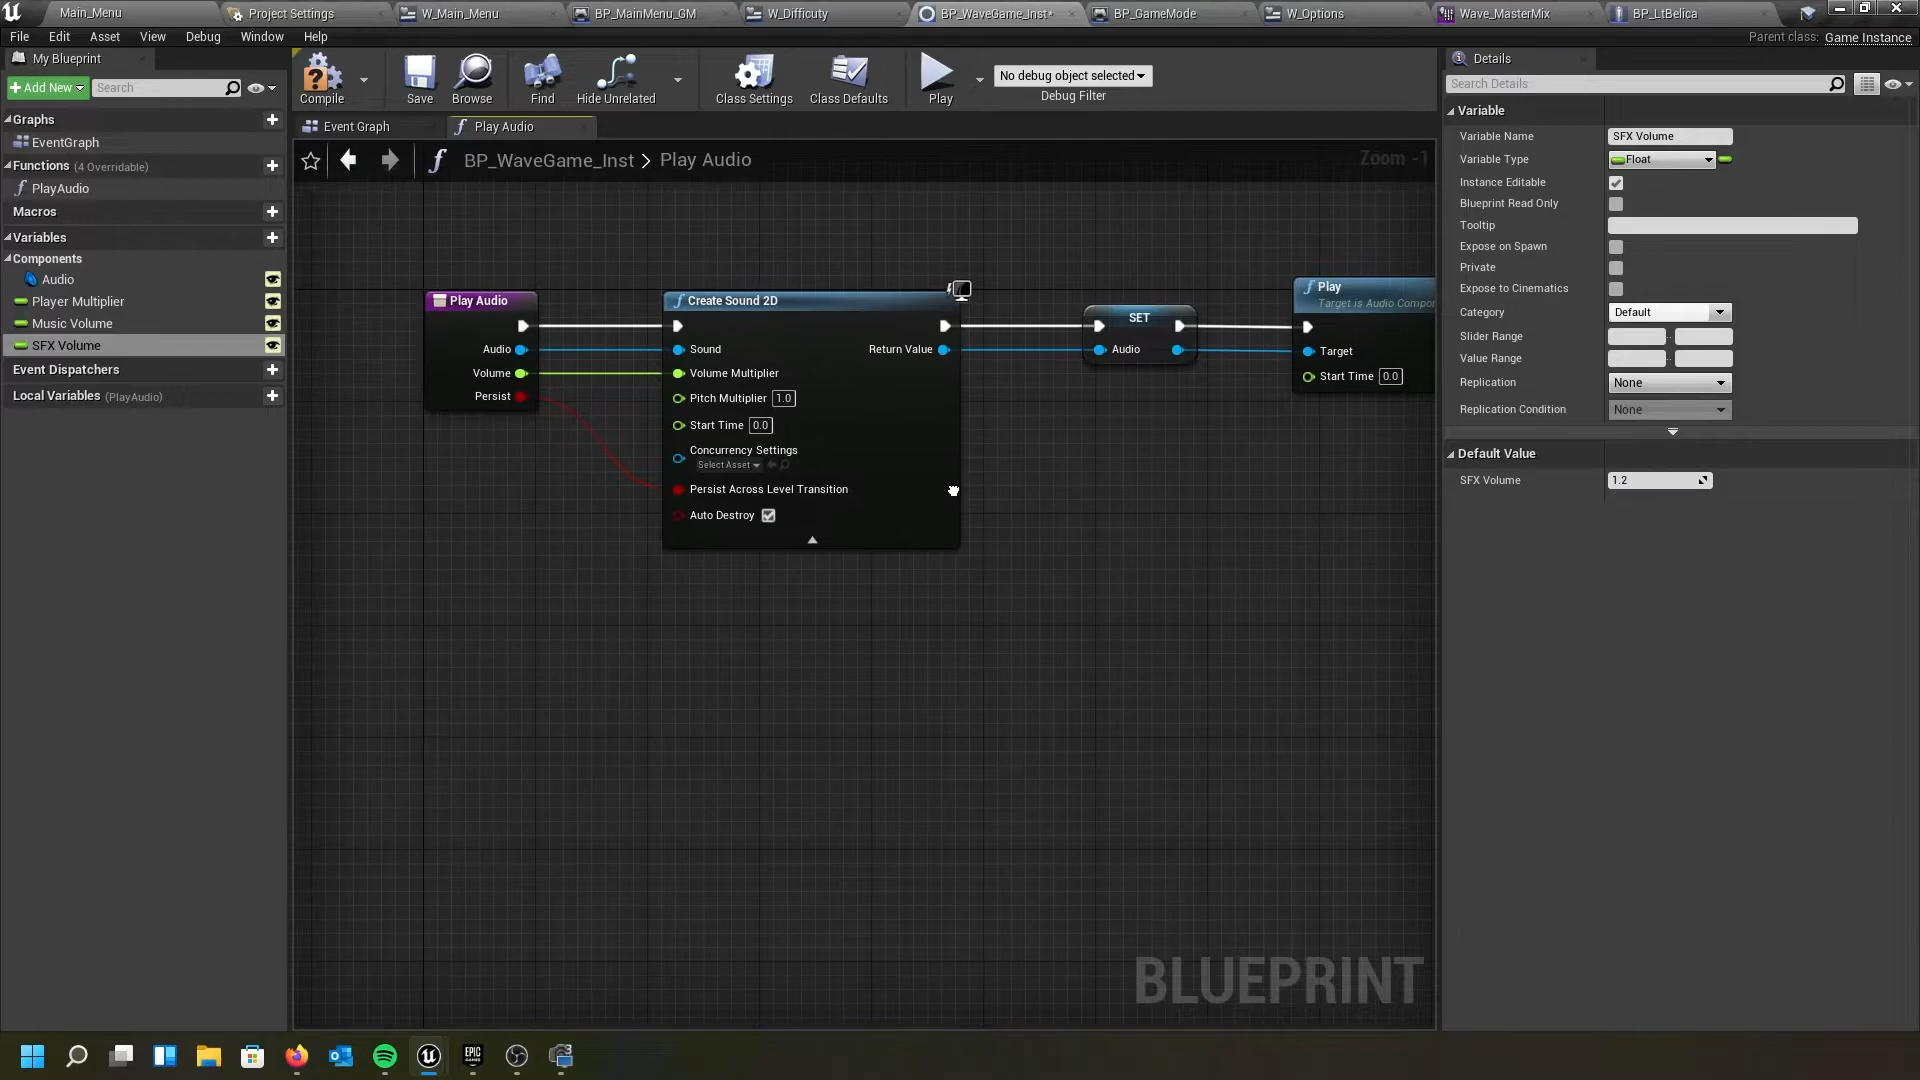 Main_Menu
Project Settings
W_Main_Menu
BP_MainMenu_GM
W_Difficuty
BP_WaveGame_Inst*
BP_GameMode
W_Options
Wave_MasterMix
BP_LtBelica
File Edit Asset View Debug Window Help
Parent class: Game Instance
My Blueprint
Add New
Search
Compile
Save
Browse
Find
Hide Unrelated
Class Settings
Class Defaults
Play
No debug object selected
Debug Filter
Graphs
EventGraph
Functions (4 Overridable)
PlayAudio
Macros
Variables
Components
Audio
Player Multiplier
Music Volume
SFX Volume
Event Dispatchers
Local Variables (PlayAudio)
Event Graph
Play Audio
BP_WaveGame_Inst > Play Audio
Zoom -1
Play Audio
Audio
Volume
Persist
Create Sound 2D
Sound
Return Value
Volume Multiplier
Pitch Multiplier 1.0
Start Time 0.0
Concurrency Settings
Select Asset
Persist Across Level Transition
Auto Destroy
SET
Audio
Play
Target is Audio Compor
Target
Start Time 0.0
BLUEPRINT
Details
Search Details
Variable
Variable Name SFX Volume
Variable Type Float
Instance Editable
Blueprint Read Only
Tooltip
Expose on Spawn
Private
Expose to Cinematics
Category Default
Slider Range
Value Range
Replication None
Replication Condition None
Default Value
SFX Volume 1.2
EPIC
GAMES